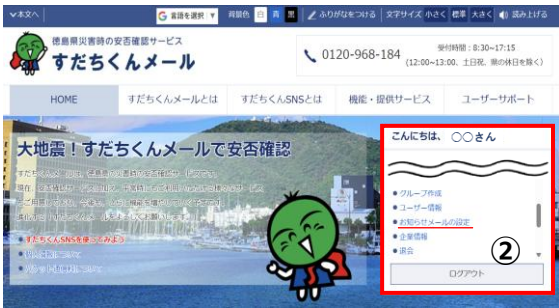 本文へ
言語を選択 ▼
背景色 白 青 黒
ふりがなをつける
文字サイズ 小さく 標準 大きく
読み上げる
徳島県災害時の安否確認サービス
すだちくんメール
0120-968-184
受付時間：8:30~17:15
(12:00~13:00、土日祝、県の休日を除く)
HOME
すだちくんメールとは
すだちくんSNSとは
機能・提供サービス
ユーザーサポート
大地震！すだちくんメールで安否確認
すだちくんSNSを使ってみよう
こんにちは、 ○○さん
グループ作成
ユーザー情報
お知らせメールの設定
企業情報
退会
②
ログアウト